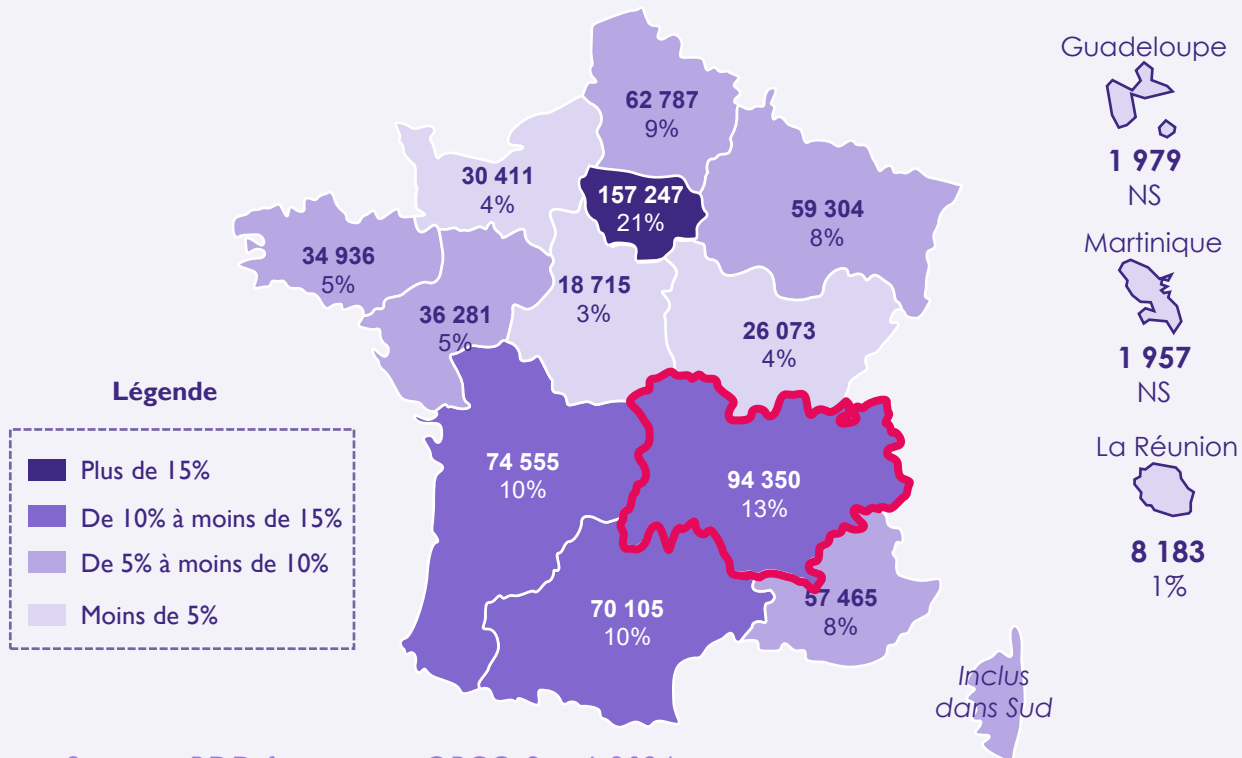 62 787
9%
30 411
4%
157 247
21%
59 304
8%
34 936
5%
36 281
5%
18 715
3%
26 073
4%
74 555
10%
94 350
13%
70 105
10%
57 465
8%
Inclus
dans Sud
Guadeloupe
1 979
NS
Martinique
1 957
NS
La Réunion
8 183
1%
Légende
Plus de 15%
De 10% à moins de 15%
De 5% à moins de 10%
Moins de 5%